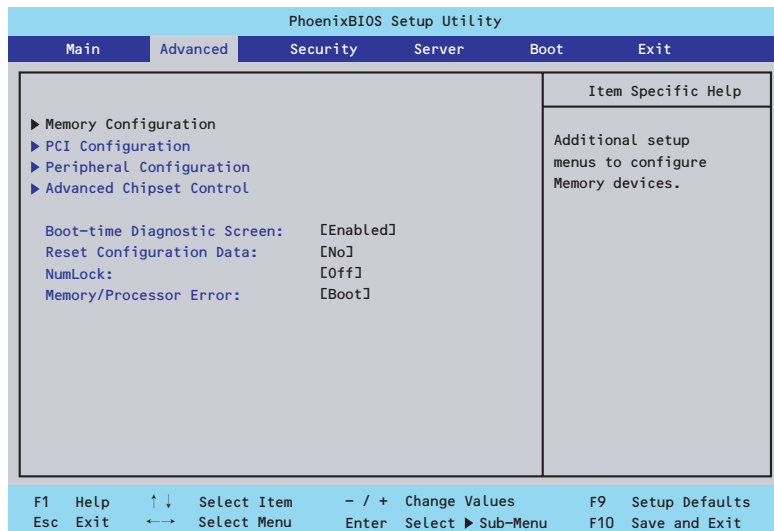 PhoenixBIOS Setup Utility
Main Advanced Security Server Boot Exit
Item Specific Help
▶ Memory Configuration
▶ PCI Configuration
▶ Peripheral Configuration
▶ Advanced Chipset Control
Additional setup
menus to configure
Memory devices.
Boot-time Diagnostic Screen: [Enabled]
Reset Configuration Data: [No]
NumLock: [Off]
Memory/Processor Error: [Boot]
F1 Help ↑↓ Select Item - / + Change Values F9 Setup Defaults
Esc Exit ←→ Select Menu Enter Select ▶ Sub-Menu F10 Save and Exit